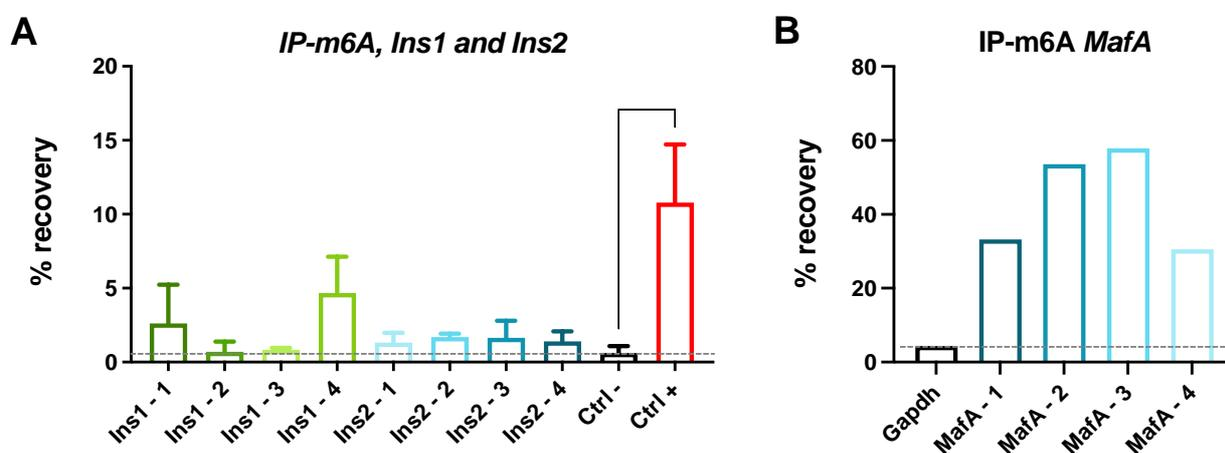 A
IP-m6A, Ins1 and Ins2
% recovery
20
15
10
5
0
Ins1 - 1
Ins1 - 2
Ins1 - 3
Ins1 - 4
Ins2 - 1
Ins2 - 2
Ins2 - 3
Ins2 - 4
Ctrl -
Ctrl +
B
IP-m6A MafA
% recovery
80
60
40
20
0
Gapdh
MafA - 1
MafA - 2
MafA - 3
MafA - 4